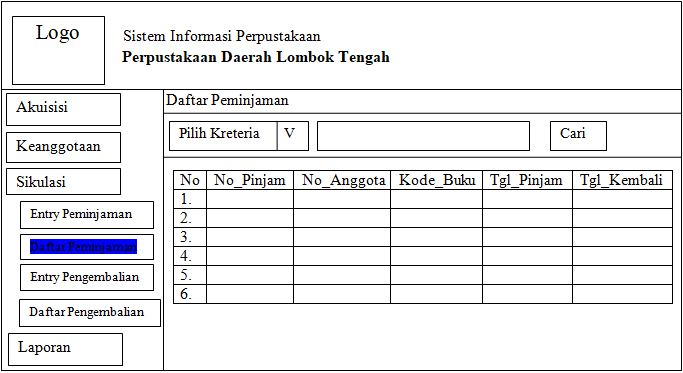 Logo
Sistem Informasi Perpustakaan
Perpustakaan Daerah Lombok Tengah
Akuisisi
Keanggotaan
Sikulasi
Entry Peminjaman
Daftar Peminjaman
Entry Pengembalian
Daftar Pengembalian
Laporan
Daftar Peminjaman
Pilih Kreteria V Cari
No No_Pinjam No_Anggota Kode_Buku Tgl_Pinjam Tgl_Kembali
1.
2.
3.
4.
5.
6.